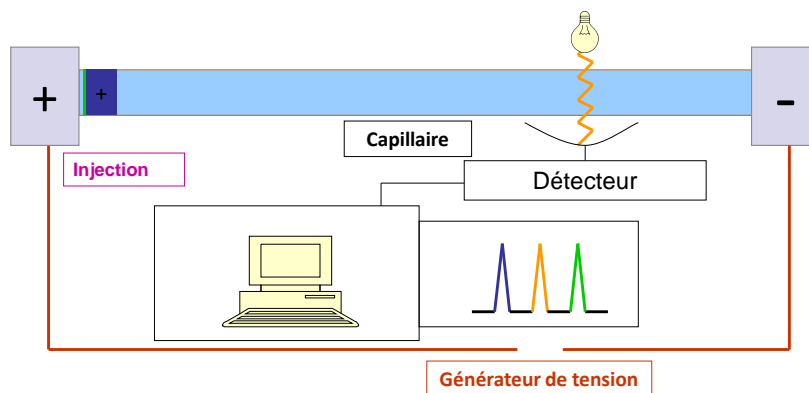 +
+
-
Capillaire
Injection
Détecteur
Générateur de tension